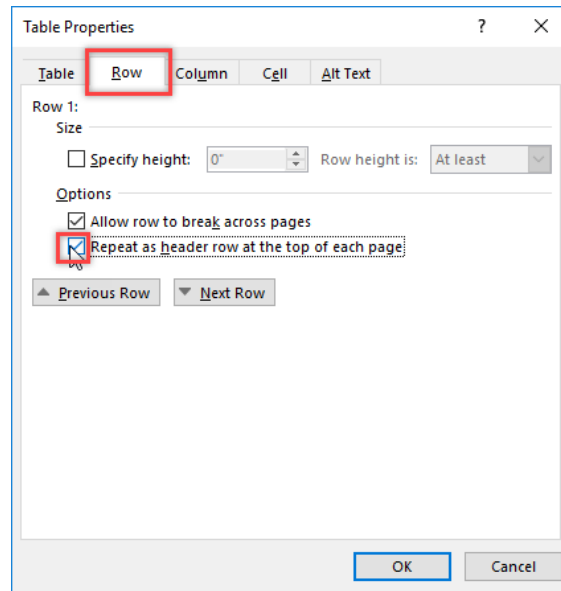 Table Properties ?
Table Row Column Cell Alt Text
Row 1:
Size
Specify height: 0" Row height is: At least
Options
Allow row to break across pages
Repeat as header row at the top of each page
Previous Row Next Row
OK Cancel